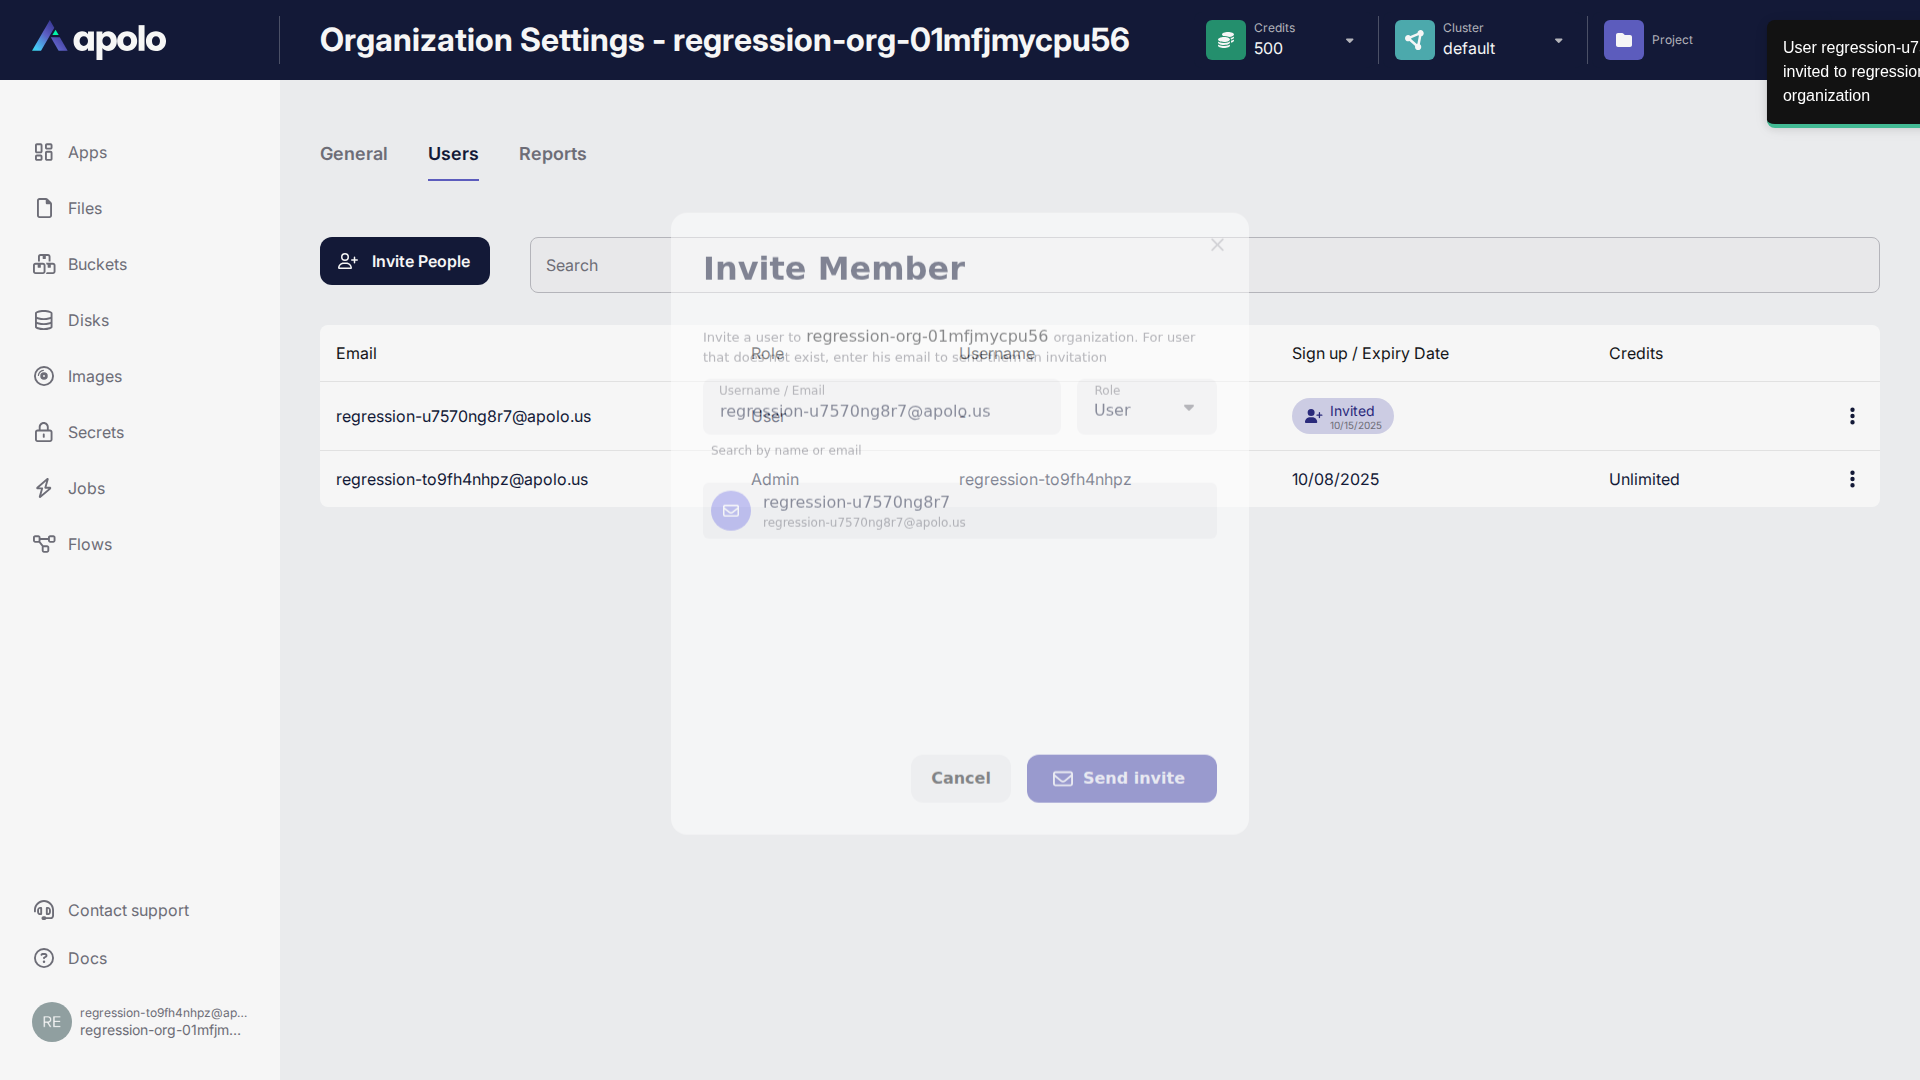 apolo
Organization Settings - regression-org-01mfjmycpu56
Credits
500
Cluster
default
Project
User regression-u7
invited to regression
organization
Apps
Files
Buckets
Disks
Images
Secrets
Jobs
Flows
Contact support
Docs
RE
regression-to9fh4nhpz@ap...
regression-org-01mfjm...
General
Users
Reports
Invite People
Search
Email
Role
Username
Sign up / Expiry Date
Credits
regression-u7570ng8r7@apolo.us
User
-
Invited
10/15/2025
regression-to9fh4nhpz@apolo.us
Admin
regression-to9fh4nhpz
10/08/2025
Unlimited
Invite Member
Invite a user to regression-org-01mfjmycpu56 organization. For user
that does not exist, enter his email to send them an invitation
Username / Email
regression-u7570ng8r7@apolo.us
Role
User
Search by name or email
regression-u7570ng8r7
regression-u7570ng8r7@apolo.us
Cancel
Send invite